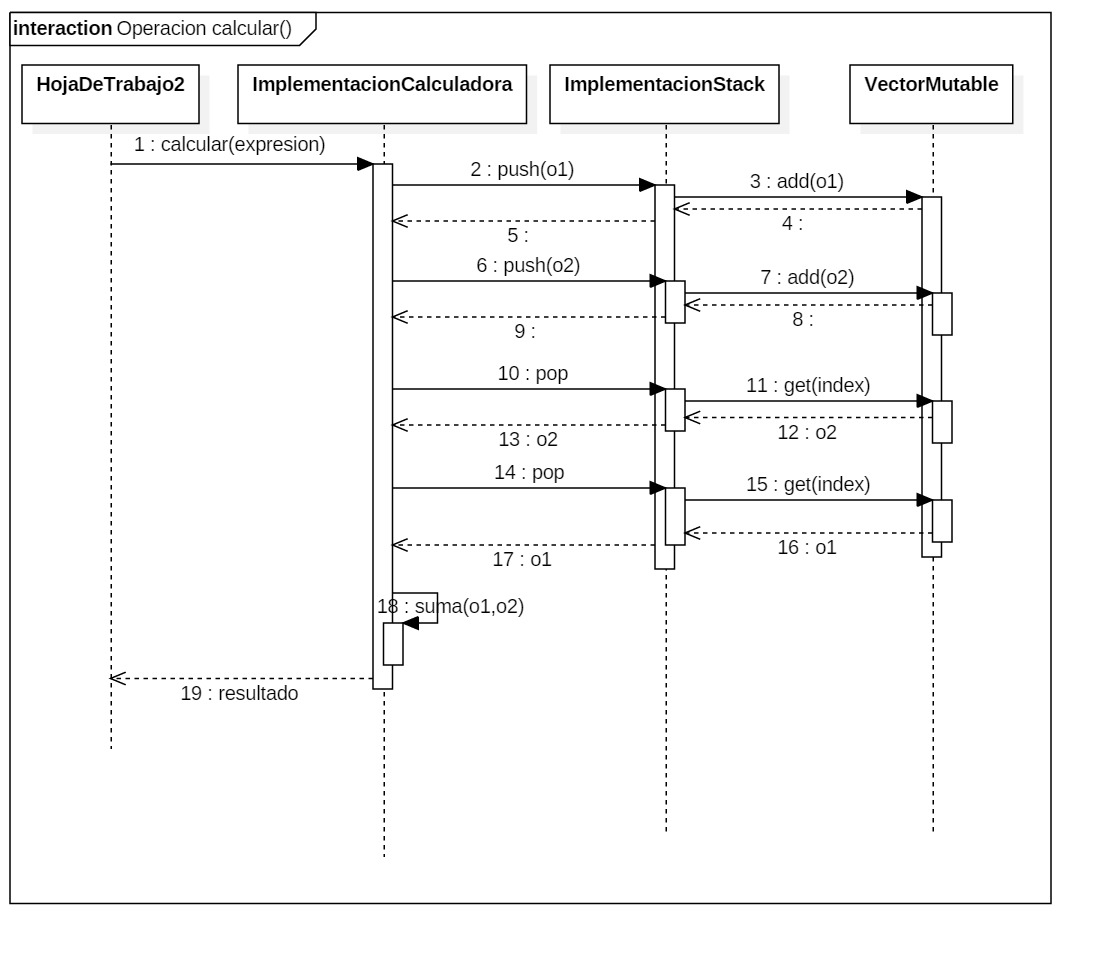 interaction Operacion calcular()
HojaDeTrabajo2
ImplementacionCalculadora
ImplementacionStack
VectorMutable
1 : calcular(expresion)
2 : push(o1)
3 : add(o1)
4 :
5 :
6 : push(o2)
7 : add(o2)
8 :
9 :
10 : pop
11 : get(index)
12 : o2
13 : o2
14 : pop
15 : get(index)
16 : o1
17 : o1
18 : suma(o1,o2)
19 : resultado